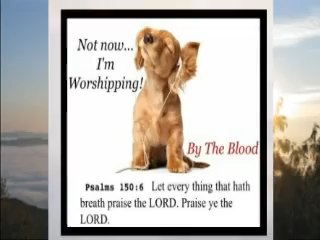 Not now...
I'm
Worshipping!
By The Blood
Psalms 150:6 Let every thing that hath
breath praise the LORD. Praise ye the
LORD.